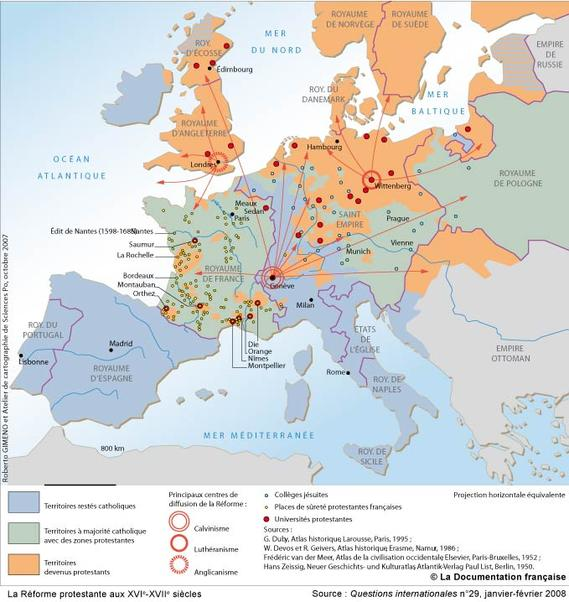 ROYAUME
DE NORVÈGE
ROYAUME
DE SUÈDE
MER
DU NORD
ROY.
D'ÉCOSSE
Édimbourg
EMPIRE
DE
RUSSIE
MER
BALTIQUE
ROY. DU
DANEMARK
ROYAUME
D'ANGLETERRE
Hambourg
OCÉAN
ATLANTIQUE
Londres
Wittenberg
ROYAUME
DE POLOGNE
Meaux
Sedan
Paris
SAINT
EMPIRE
Prague
Édit de Nantes (1598-1685)
Nantes
Saumur
La Rochelle
Munich
Vienne
ROYAUME
DE FRANCE
Bordeaux
Montauban
Orthez
Genève
Milan
ROY. DU
PORTUGAL
Madrid
Lisbonne
ROYAUME
D'ESPAGNE
Die
Orange
Nîmes
Montpellier
ÉTATS
DE
L'ÉGLISE
EMPIRE
OTTOMAN
Rome
ROY. DE
NAPLES
MER MÉDITERRANÉE
ROY. DE
SICILE
800 km
Roberto GIMENO et Atelier de cartographie de Sciences Po, octobre 2007
Territoires restés catholiques
Territoires à majorité catholique
avec des zones protestantes
Territoires
devenus protestants
Principaux centres de
diffusion de la Réforme :
Calvinisme
Luthéranisme
Anglicanisme
Collèges jésuites
Places de sûreté protestantes françaises
Universités protestantes
Projection horizontale équivalente
Sources :
G. Duby, Atlas historique Larousse, Paris, 1995 ;
W. Devos et R. Geivers, Atlas historique Erasme, Namur, 1986 ;
Frédéric van der Meer, Atlas de la civilisation occidentale, Elsevier, Paris-Bruxelles, 1952 ;
Hans Zeissig, Neuer Geschichts- und Kulturatlas, Atlantik-Verlag Paul List, Berlin, 1950.
© La Documentation française
La Réforme protestante aux XVIe-XVIIe siècles
Source : Questions internationales n°29, janvier-février 2008